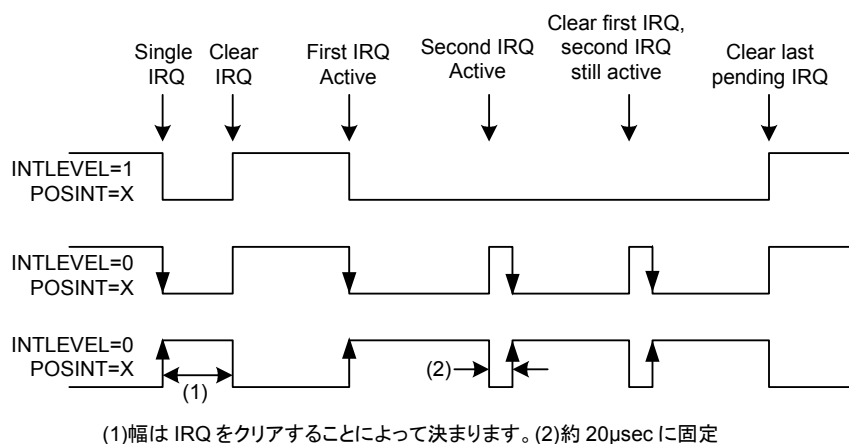 Single
IRQ
Clear
IRQ
First IRQ
Active
Second IRQ
Active
Clear first IRQ,
second IRQ
still active
Clear last
pending IRQ
INTLEVEL=1
POSINT=X
INTLEVEL=0
POSINT=X
INTLEVEL=0
POSINT=X
(1)
(2)
(1)幅は IRQ をクリアすることによって決まります。(2)約 20μsec に固定